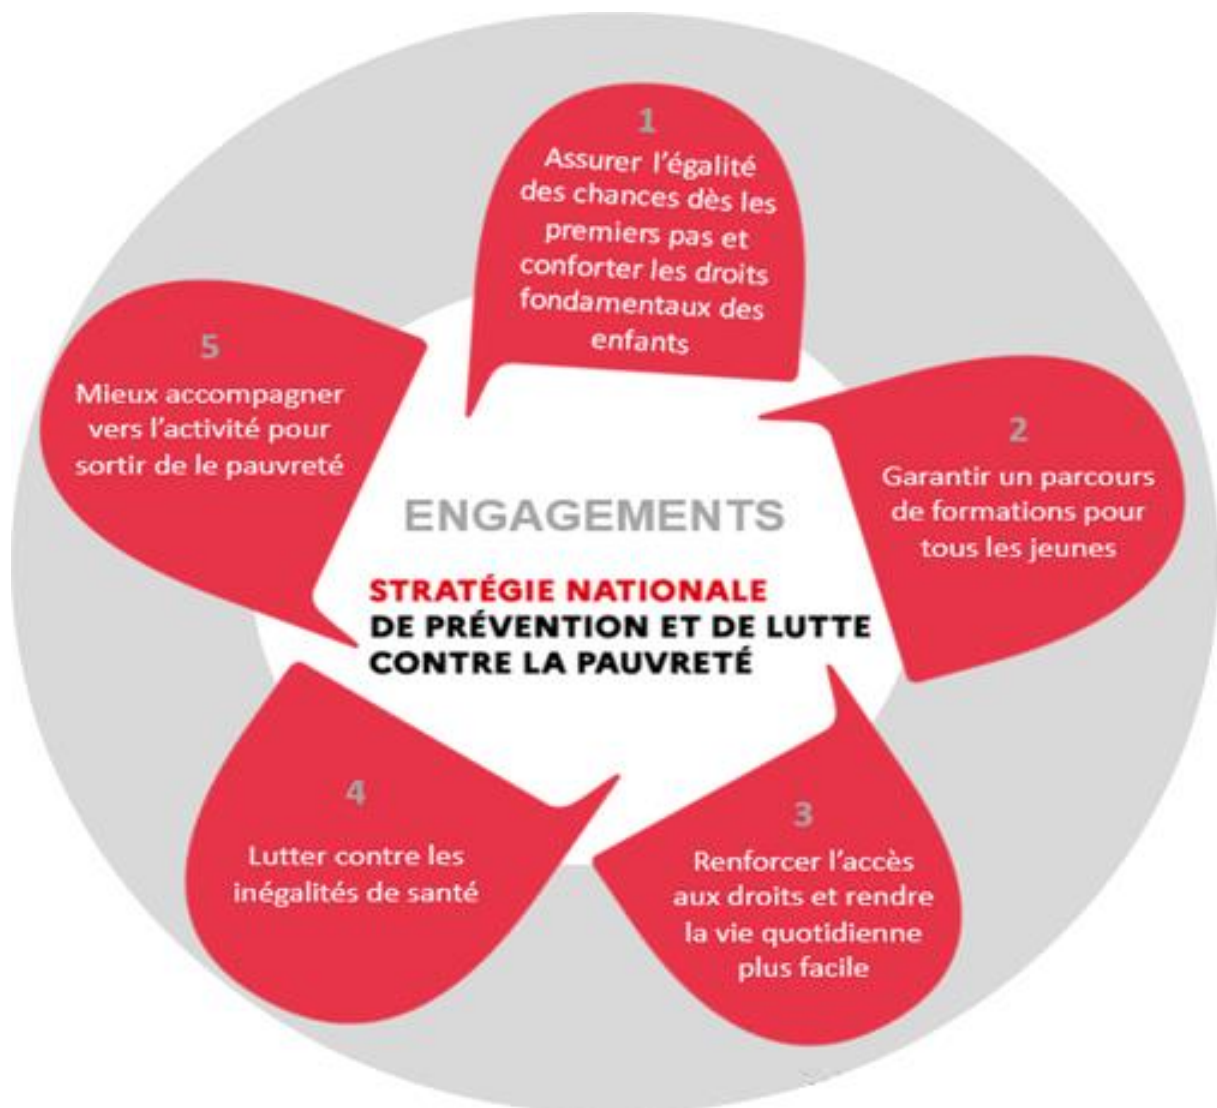 ENGAGEMENTS
STRATÉGIE NATIONALE
DE PRÉVENTION ET DE LUTTE
CONTRE LA PAUVRETÉ
1
Assurer l'égalité
des chances dès les
premiers pas et
conforter les droits
fondamentaux des
enfants
2
Garantir un parcours
de formations pour
tous les jeunes
3
Renforcer l'accès
aux droits et rendre
la vie quotidienne
plus facile
4
Lutter contre les
inégalités de santé
5
Mieux accompagner
vers l'activité pour
sortir de le pauvreté